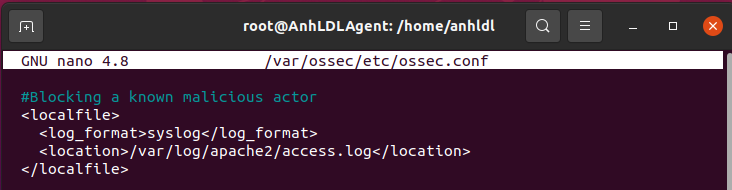 root@AnhLDLAgent: /home/anhldl
GNU nano 4.8 /var/ossec/etc/ossec.conf
#Blocking a known malicious actor
<localfile>
<log_format>syslog</log_format>
<location>/var/log/apache2/access.log</location>
</localfile>